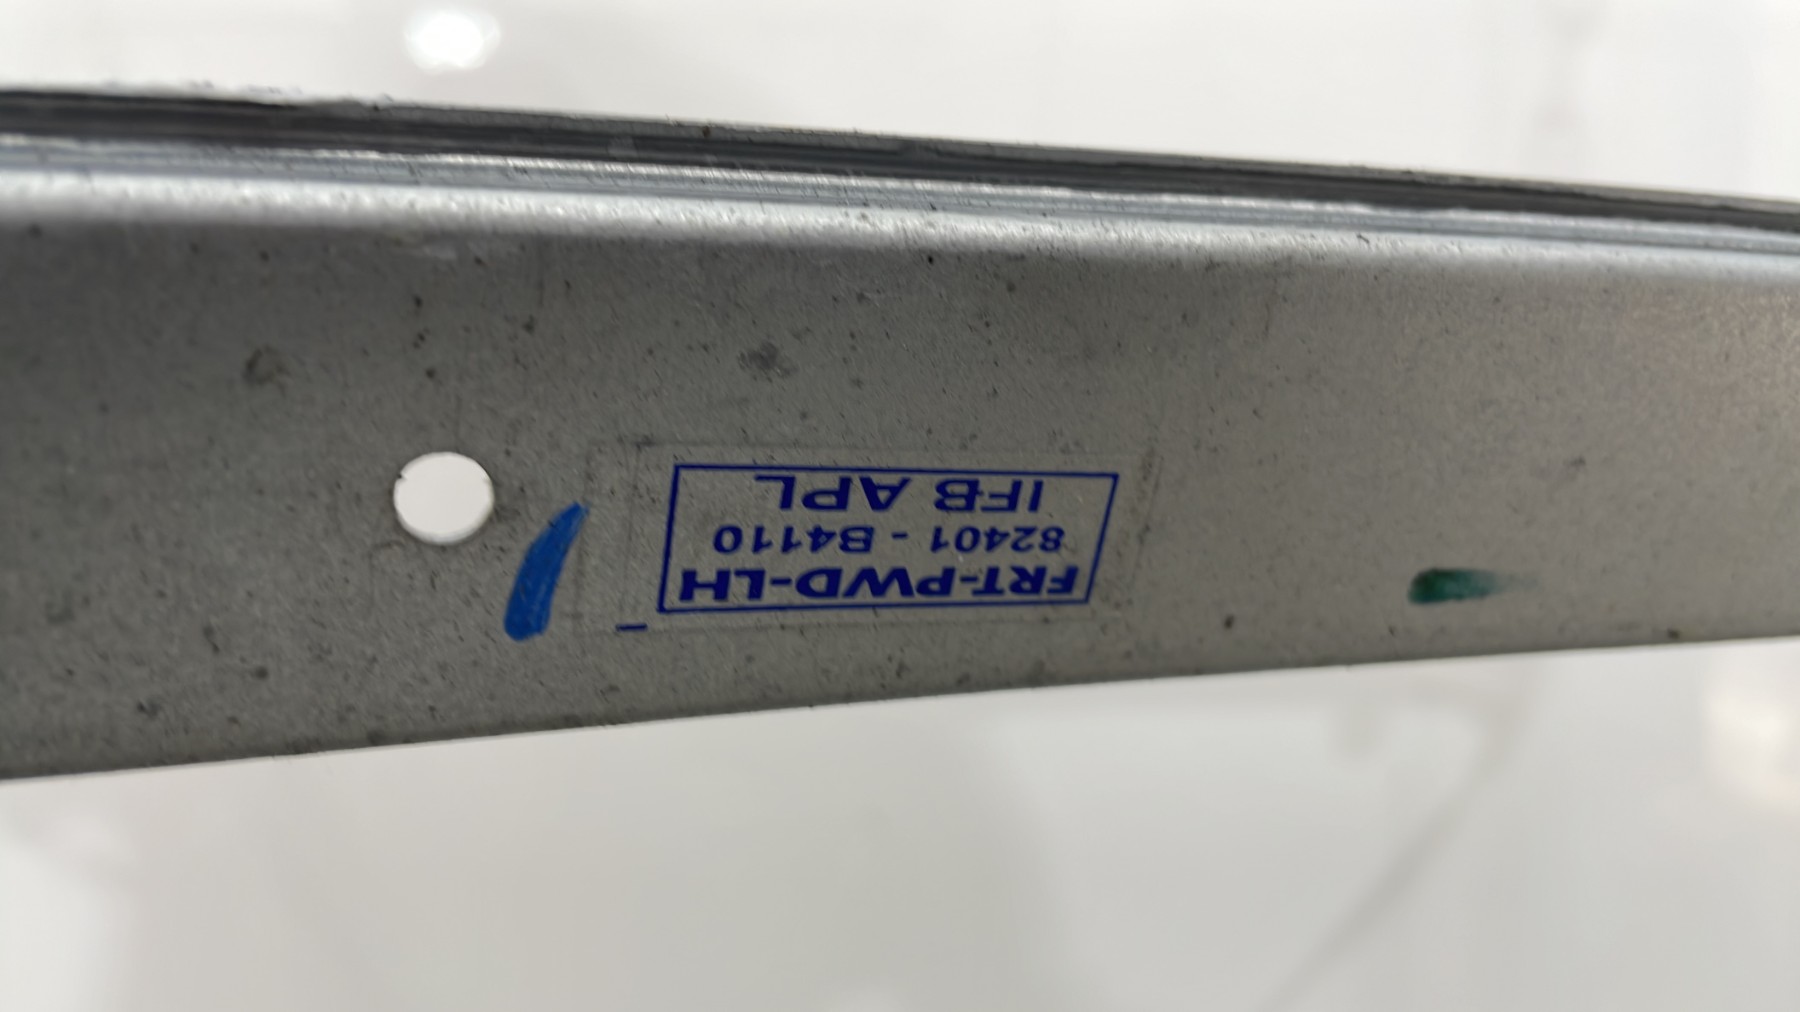 FRT-PWD-LH
82401 - B4110
IFB APL